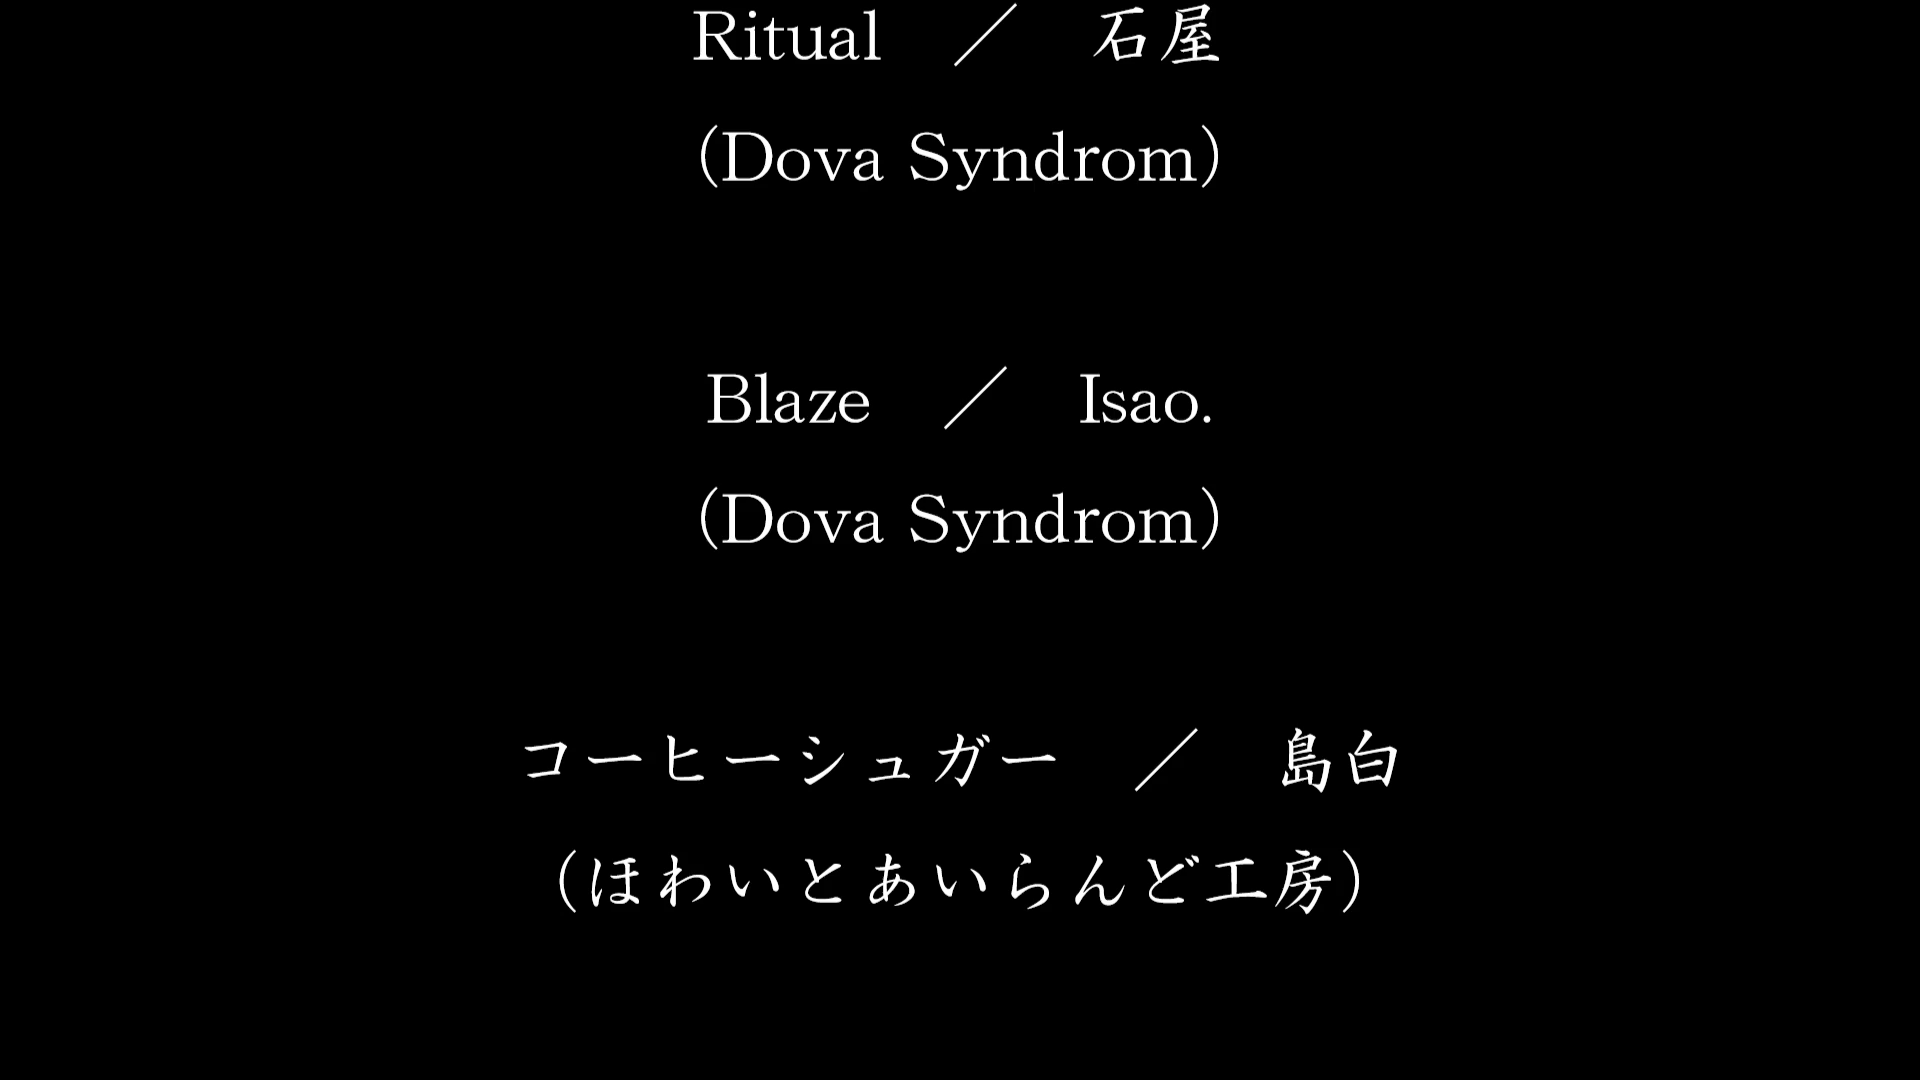 Ritual　／　石屋
(Dova Syndrom)
Blaze　／　Isao.
(Dova Syndrom)
コーヒーシュガー　／　島白
(ほわいとあいらんど工房)